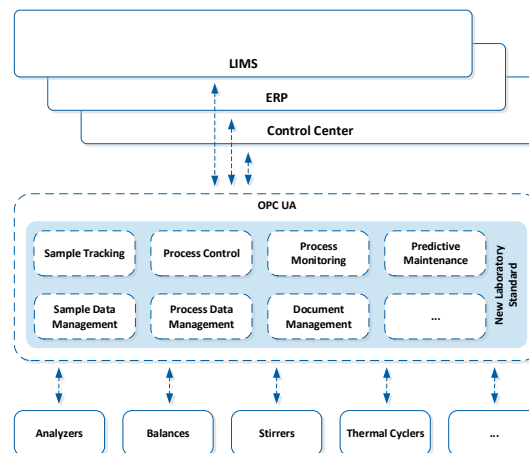 LIMS
ERP
Control Center
OPC UA
Sample Tracking
Process Control
Process
Monitoring
Predictive
Maintenance
Sample Data
Management
Process Data
Management
Document
Management
...
New Laboratory
Standard
Analyzers
Balances
Stirrers
Thermal Cyclers
...